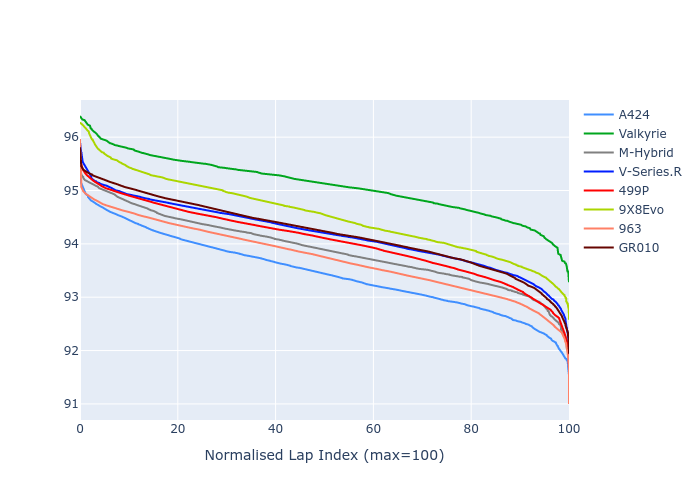 96
95
94
93
92
91
0 20 40 60 80 100
Normalised Lap Index (max=100)
A424
Valkyrie
M-Hybrid
V-Series.R
499P
9X8Evo
963
GR010